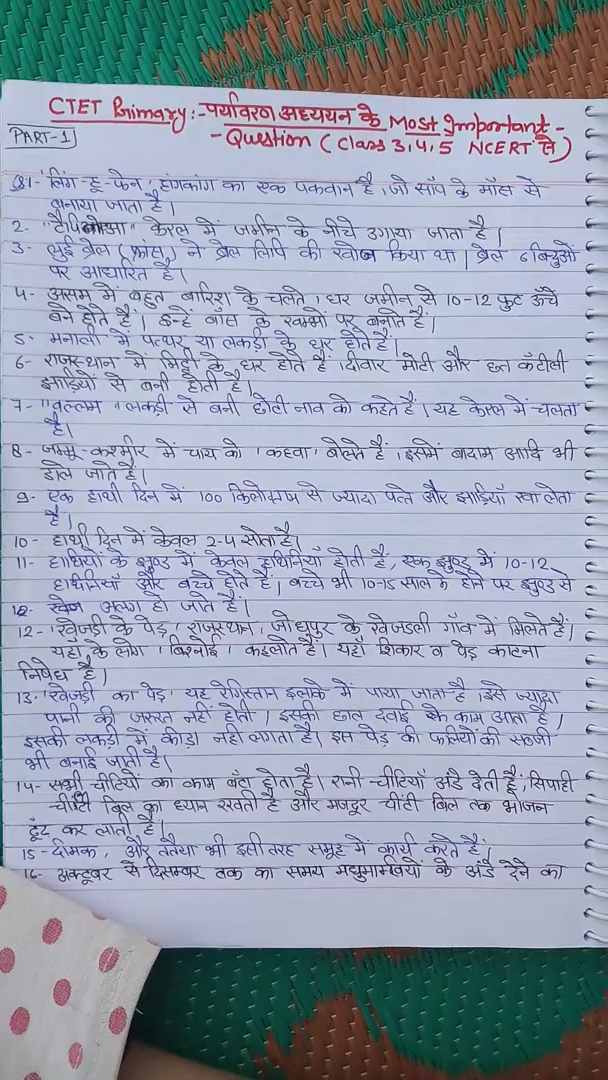 CTET Primary:- पर्यावरण अध्ययन के Most Important -
PART-1
- Question (Class 3,4,5 NCERT से)
Q1- 'लिंग-हू-फेन', हांगकांग का एक पकवान है, जो साँप के माँस से
बनाया जाता है।
2- "टैपिओका" केरल में जमीन के नीचे उगाया जाता है।
3- लुई ब्रेल (फ्रांस) ने ब्रेल लिपि की खोज किया था। ब्रेल 6 बिन्दुओं
पर आधारित है।
4- असम में बहुत बारिश के चलते, घर जमीन से 10-12 फुट ऊँचे
बने होते हैं। इन्हें बाँस के खम्भों पर बनाते हैं।
5- मनाली में पत्थर या लकड़ी के घर होते हैं।
6- राजस्थान में मिट्टी के घर होते हैं। दीवार मोटी और छत कँटीली
झाड़ियों से बनी होती है।
7- "वल्लम" लकड़ी से बनी छोटी नाव को कहते हैं। यह केरल में चलता
है।
8- जम्मू-कश्मीर में चाय को 'कहवा' बोलते हैं। इसमें बादाम आदि भी
डाले जाते हैं।
9- एक हाथी दिन में 100 किलोग्राम से ज्यादा पत्ते और झाड़ियाँ खा लेता
है।
10- हाथी दिन में केवल 2-4 सोता है।
11- हाथियों के झुण्ड में केवल हथिनियाँ होती हैं, एक झुण्ड में 10-12
हाथिनियाँ और बच्चे होते हैं। बच्चे भी 10-15 साल के होने पर झुण्ड से
अलग हो जाते हैं।
12- 'खेजड़ी के पेड़' राजस्थान, जोधपुर के खेजडली गाँव में मिलते हैं।
यहाँ के लोग 'बिश्नोई' कहलाते हैं। यहाँ शिकार व पेड़ काटना
निषेध है।
13- 'खेजड़ी का पेड़' यह रेगिस्तान इलाके में पाया जाता है। इसे ज्यादा
पानी की जरूरत नहीं होती। इसकी छाल दवाई के काम आता है।
इसकी लकड़ी में कीड़ा नहीं लगता है। इस पेड़ की फलियों की सब्जी
भी बनाई जाती है।
14- सभी चीटियों का काम बँटा होता है। रानी चीटियाँ अंडे देती हैं, सिपाही
चींटी बिल का ध्यान रखती है और मजदूर चींटी बिल तक भोजन
ढूंढ कर लाती है।
15- दीमक, और ततैया भी इसी तरह समूह में कार्य करते हैं।
16- अक्टूबर से दिसम्बर तक का समय मधुमक्खियों के अंडे देने का